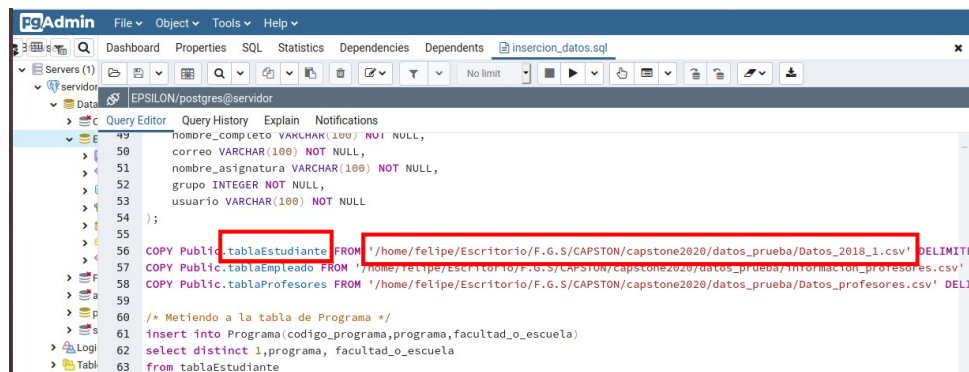 pgAdmin File Object Tools Help
Dashboard Properties SQL Statistics Dependencies Dependents insercion_datos.sql
Servers (1)
No limit
servidor
Data
EPSILON/postgres@servidor
Query Editor Query History Explain Notifications
49 nombre_completo VARCHAR(100) NOT NULL,
50 correo VARCHAR(100) NOT NULL,
51 nombre_asignatura VARCHAR(100) NOT NULL,
52 grupo INTEGER NOT NULL,
53 usuario VARCHAR(100) NOT NULL
54 );
55
56 COPY Public.tablaEstudiante FROM '/home/felipe/Escritorio/F.G.S/CAPSTON/capstone2020/datos_prueba/Datos_2018_1.csv' DELIMITE
57 COPY Public.tablaEmpleado FROM '/home/felipe/Escritorio/F.G.S/CAPSTON/capstone2020/datos_prueba/informacion_profesores.csv'
58 COPY Public.tablaProfesores FROM '/home/felipe/Escritorio/F.G.S/CAPSTON/capstone2020/datos_prueba/Datos_profesores.csv' DELI
59
60 /* Metiendo a la tabla de Programa */
61 insert into Programa(codigo_programa,programa,facultad_o_escuela)
Logi
62 select distinct 1,programa, facultad_o_escuela
Tabl
63 from tablaEstudiante